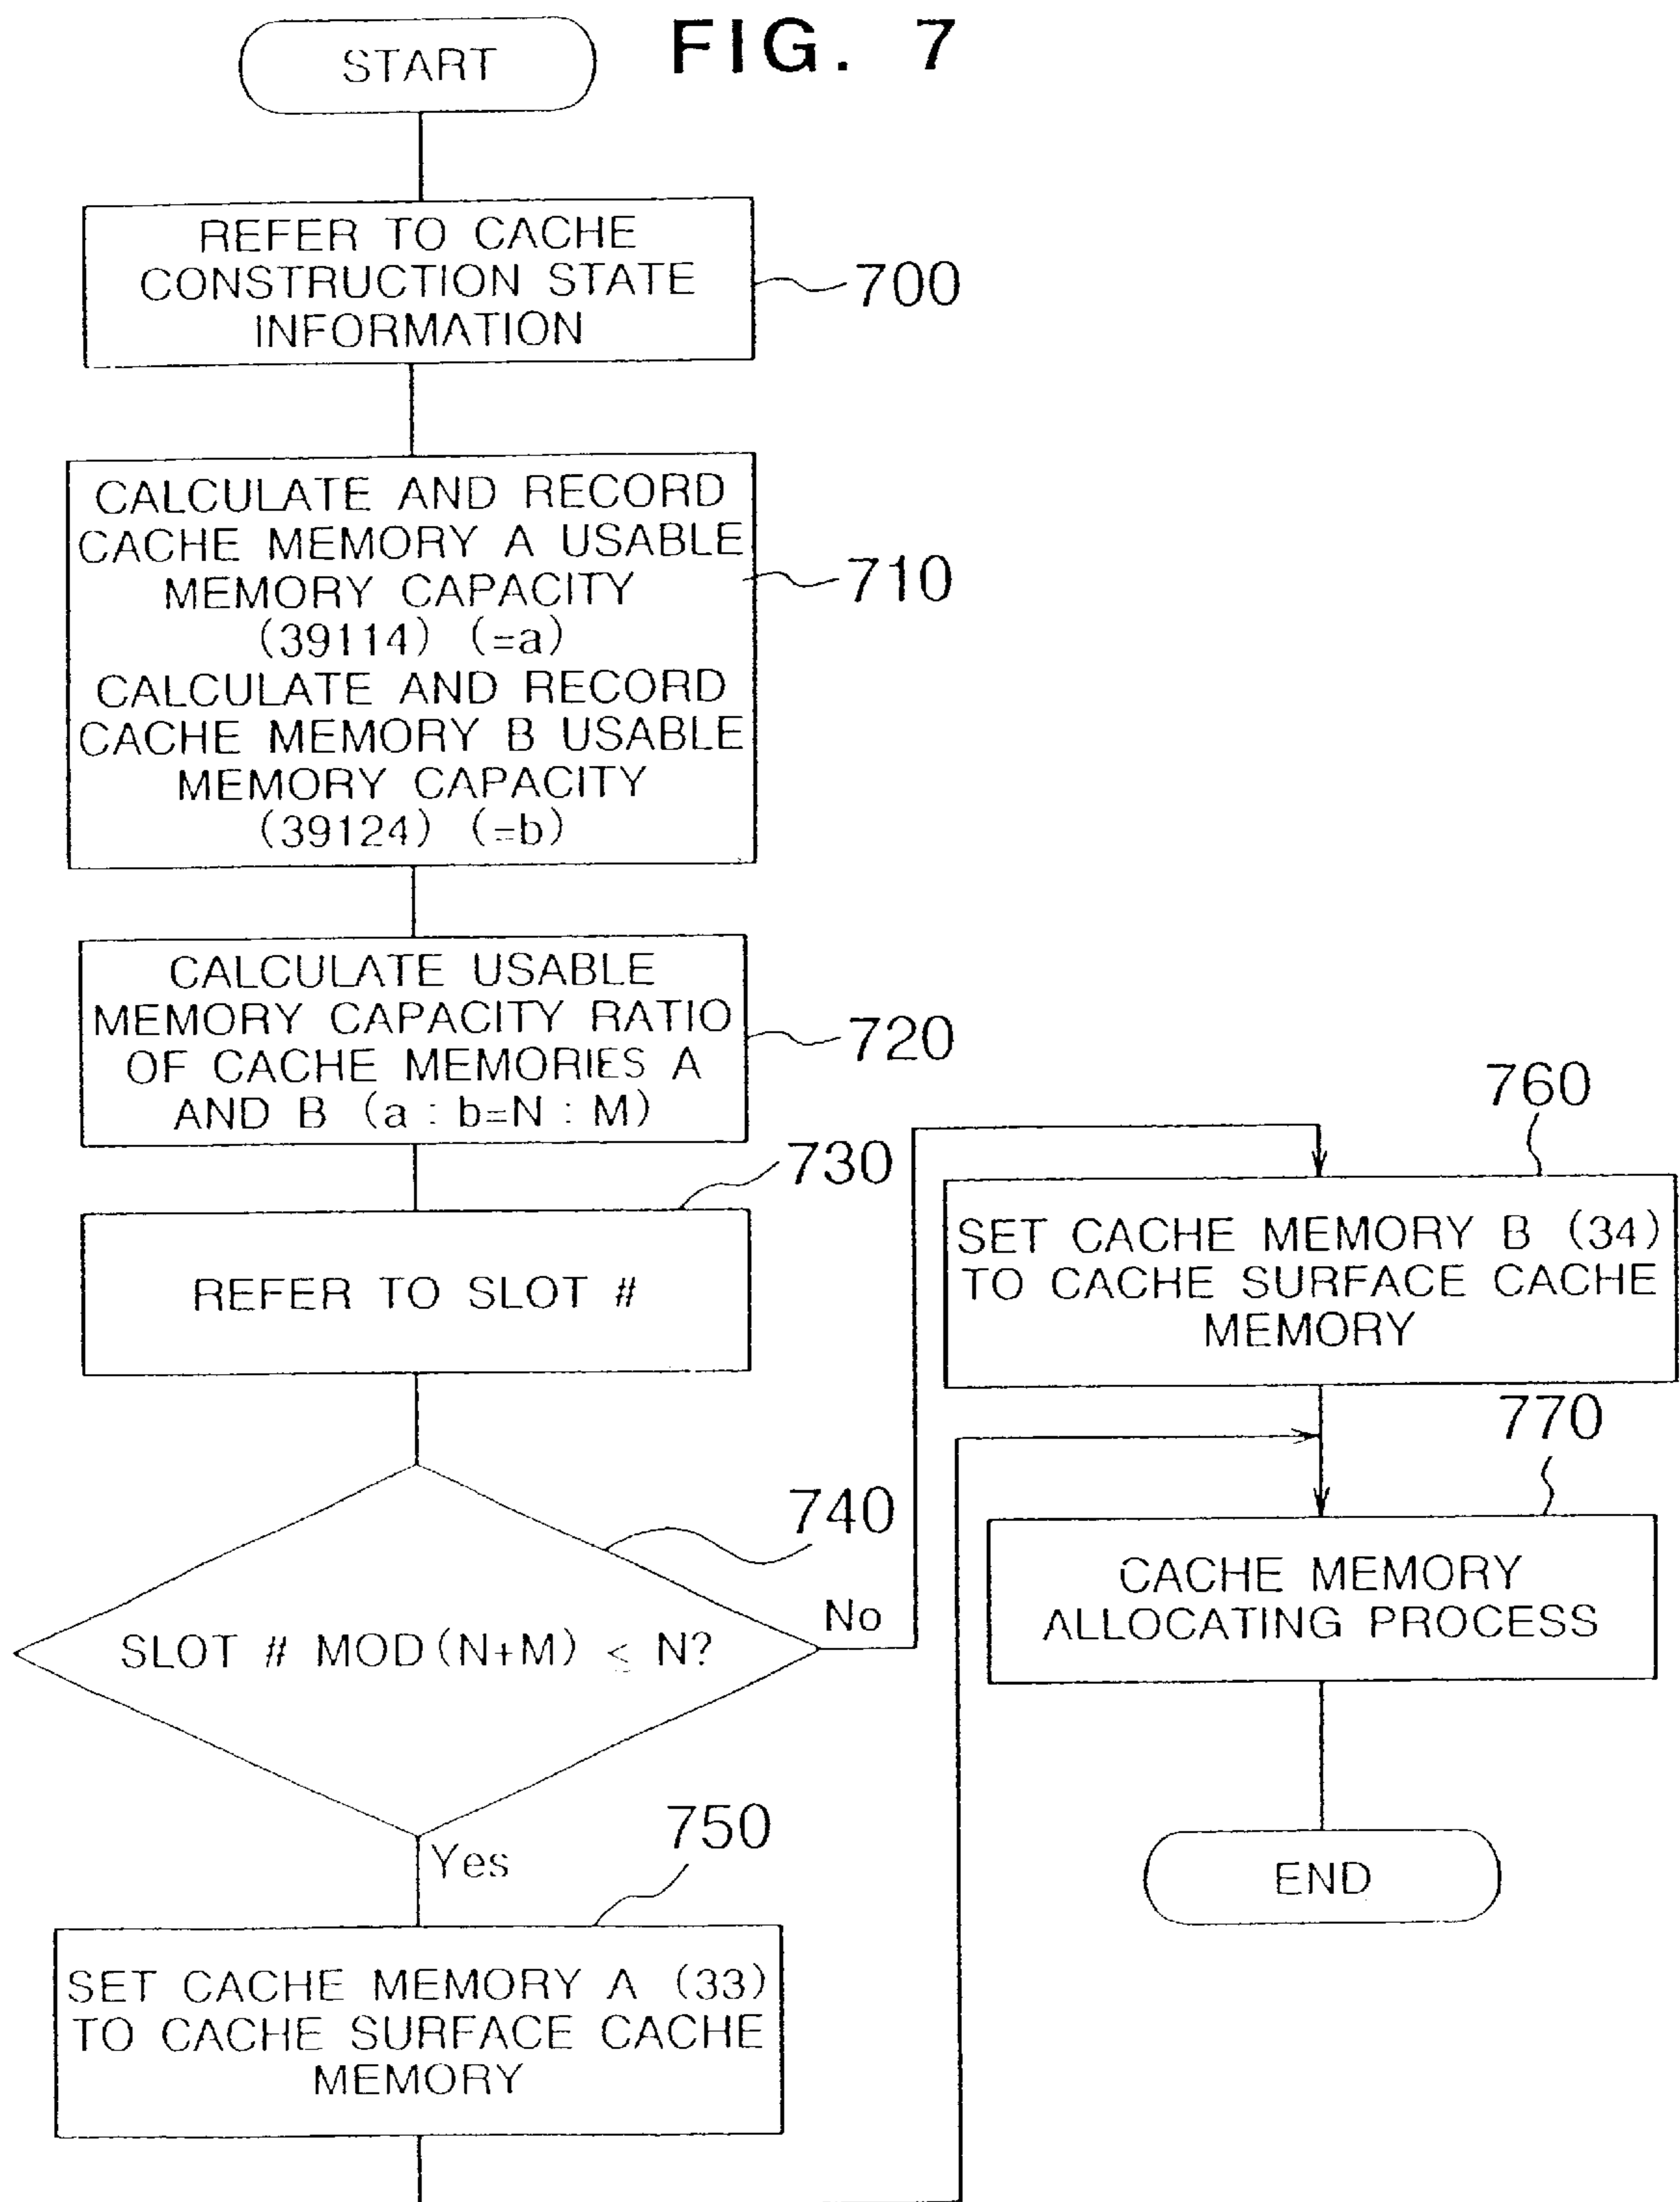 FIG. 7
START
REFER TO CACHE
CONSTRUCTION STATE
INFORMATION
700
CALCULATE AND RECORD
CACHE MEMORY A USABLE
MEMORY CAPACITY
(39114) (=a)
CALCULATE AND RECORD
CACHE MEMORY B USABLE
MEMORY CAPACITY
(39124) (=b)
710
CALCULATE USABLE
MEMORY CAPACITY RATIO
OF CACHE MEMORIES A
AND B (a : b=N : M)
720
730
REFER TO SLOT #
740
SLOT # MOD(N+M) ≤ N?
No
Yes
750
SET CACHE MEMORY A (33)
TO CACHE SURFACE CACHE
MEMORY
760
SET CACHE MEMORY B (34)
TO CACHE SURFACE CACHE
MEMORY
770
CACHE MEMORY
ALLOCATING PROCESS
END